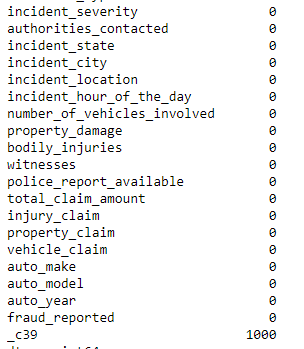 incident_severity 0
authorities_contacted 0
incident_state 0
incident_city 0
incident_location 0
incident_hour_of_the_day 0
number_of_vehicles_involved 0
property_damage 0
bodily_injuries 0
witnesses 0
police_report_available 0
total_claim_amount 0
injury_claim 0
property_claim 0
vehicle_claim 0
auto_make 0
auto_model 0
auto_year 0
fraud_reported 0
_c39 1000